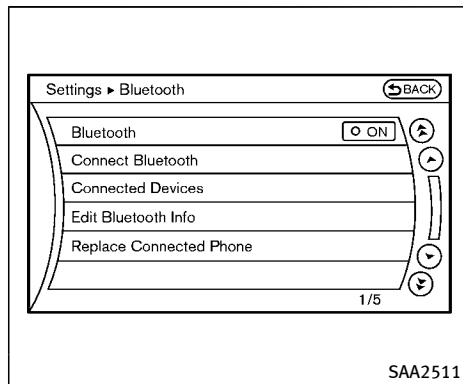 Settings ▸ Bluetooth BACK
Bluetooth ON
Connect Bluetooth
Connected Devices
Edit Bluetooth Info
Replace Connected Phone
1/5
SAA2511